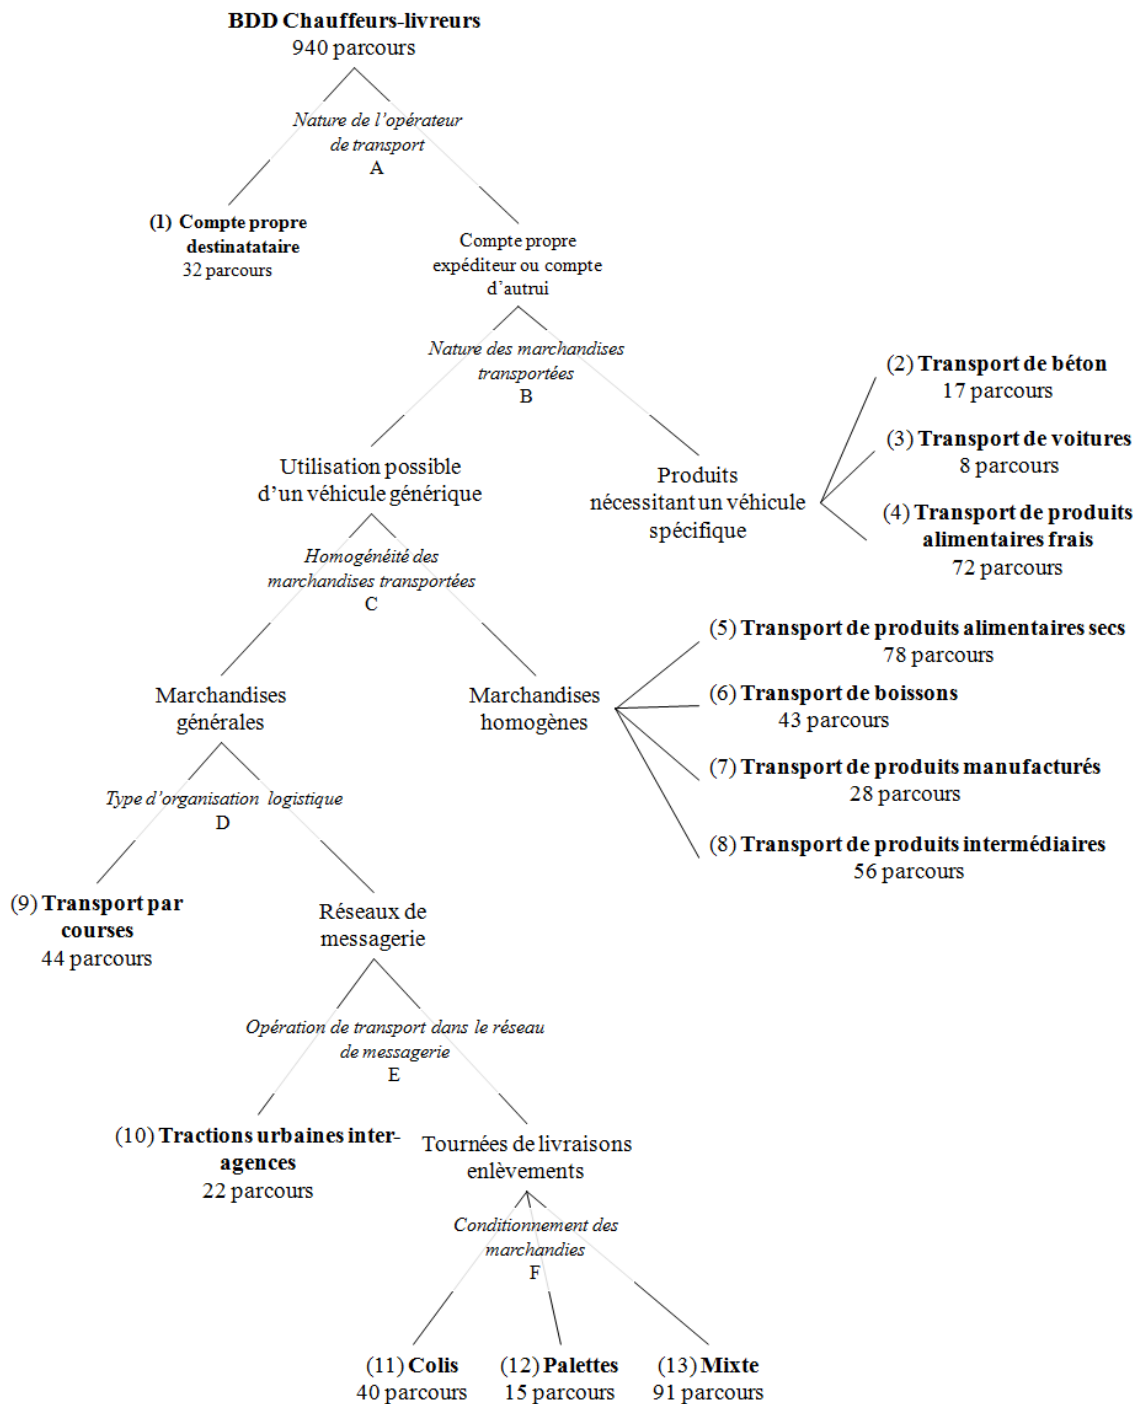 BDD Chauffeurs-livreurs
940 parcours
Nature de l'opérateur
de transport
A
(1) Compte propre
destinatataire
32 parcours
Compte propre
expéditeur ou compte
d'autrui
Nature des marchandises
transportées
B
(2) Transport de béton
17 parcours
(3) Transport de voitures
8 parcours
(4) Transport de produits
alimentaires frais
72 parcours
Utilisation possible
d'un véhicule générique
Produits
nécessitant un véhicule
spécifique
Homogénéité des
marchandises transportées
C
(5) Transport de produits alimentaires secs
78 parcours
(6) Transport de boissons
43 parcours
(7) Transport de produits manufacturés
28 parcours
(8) Transport de produits intermédiaires
56 parcours
Marchandises
générales
Marchandises
homogènes
Type d'organisation logistique
D
(9) Transport par
courses
44 parcours
Réseaux de
messagerie
Opération de transport dans le réseau
de messagerie
E
(10) Tractions urbaines inter-
agences
22 parcours
Tournées de livraisons
enlèvements
Conditionnement des
marchandies
F
(11) Colis
40 parcours
(12) Palettes
15 parcours
(13) Mixte
91 parcours